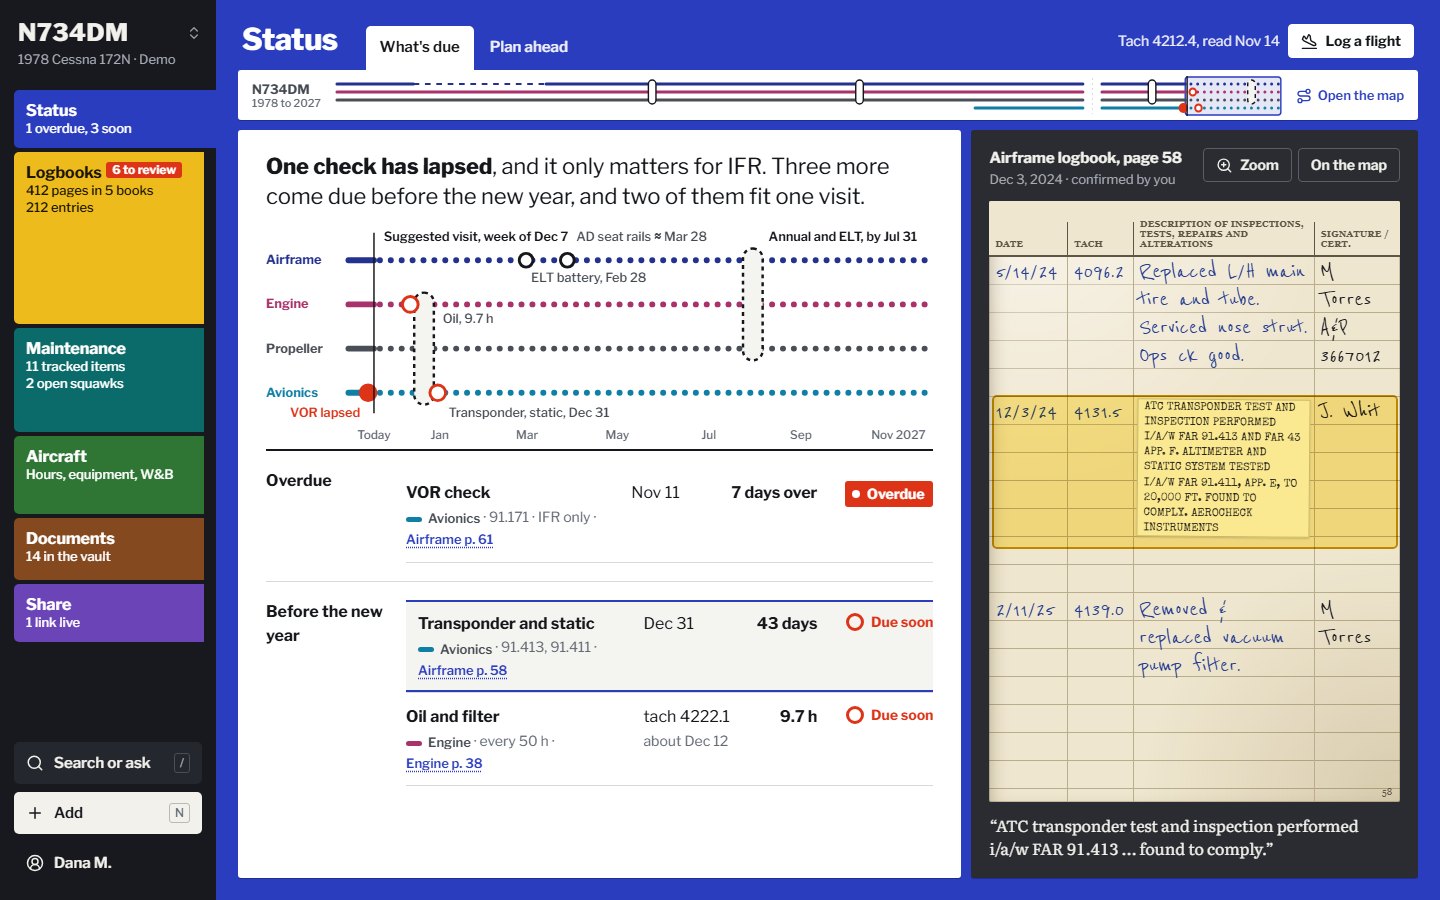 N734DM
1978 Cessna 172N · Demo
Status
1 overdue, 3 soon
Logbooks 6 to review
412 pages in 5 books
212 entries
Maintenance
11 tracked items
2 open squawks
Aircraft
Hours, equipment, W&B
Documents
14 in the vault
Share
1 link live
Search or ask /
Add N
Dana M.
Status
What's due
Plan ahead
Tach 4212.4, read Nov 14
Log a flight
N734DM
1978 to 2027
Open the map
One check has lapsed, and it only matters for IFR. Three more
come due before the new year, and two of them fit one visit.
Suggested visit, week of Dec 7
AD seat rails ≈ Mar 28
Annual and ELT, by Jul 31
Airframe
ELT battery, Feb 28
Engine
Oil, 9.7 h
Propeller
Avionics
VOR lapsed
Transponder, static, Dec 31
Today Jan Mar May Jul Sep Nov 2027
Overdue
VOR check Nov 11 7 days over Overdue
Avionics · 91.171 · IFR only ·
Airframe p. 61
Before the new
year
Transponder and static Dec 31 43 days Due soon
Avionics · 91.413, 91.411 ·
Airframe p. 58
Oil and filter tach 4222.1 9.7 h Due soon
Engine · every 50 h · about Dec 12
Engine p. 38
Airframe logbook, page 58
Dec 3, 2024 · confirmed by you
Zoom
On the map
DATE TACH DESCRIPTION OF INSPECTIONS, TESTS, REPAIRS AND ALTERATIONS SIGNATURE / CERT.
5/14/24 4096.2 Replaced L/H main M
tire and tube. Torres
Serviced nose strut. A&P
Ops ck good. 3667012
12/3/24 4131.5 ATC TRANSPONDER TEST AND J. Whit
INSPECTION PERFORMED
I/A/W FAR 91.413 AND FAR 43
APP. F. ALTIMETER AND
STATIC SYSTEM TESTED
I/A/W FAR 91.411, APP. E, TO
20,000 FT. FOUND TO
COMPLY. AEROCHECK
INSTRUMENTS
2/11/25 4139.0 Removed & M
replaced vacuum Torres
pump filter.
58
“ATC transponder test and inspection performed
i/a/w FAR 91.413 … found to comply.”